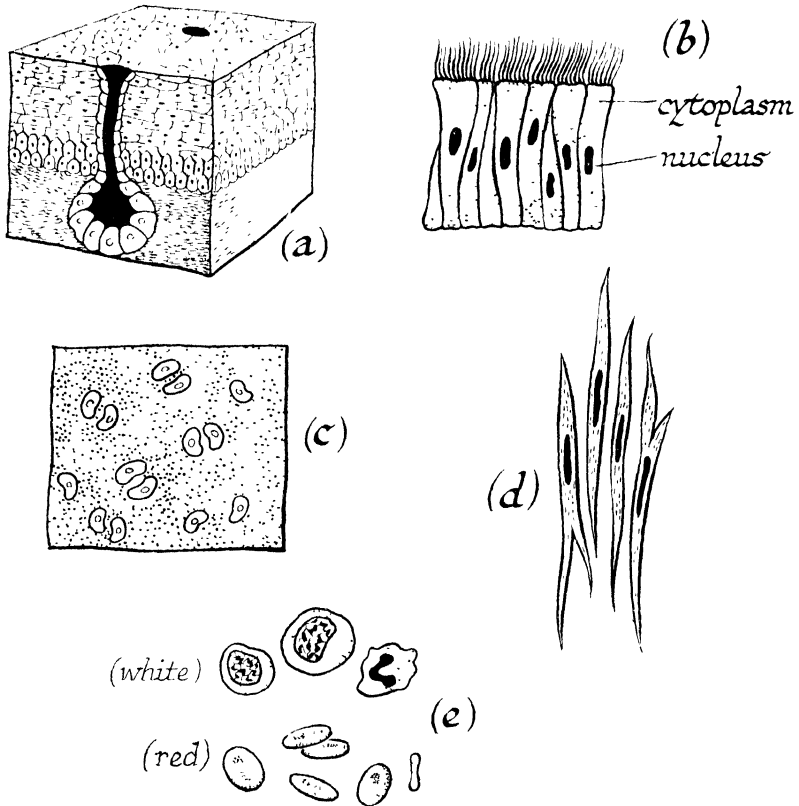 (b)
cytoplasm
nucleus
(a)
(c)
(d)
(white)
(e)
(red)